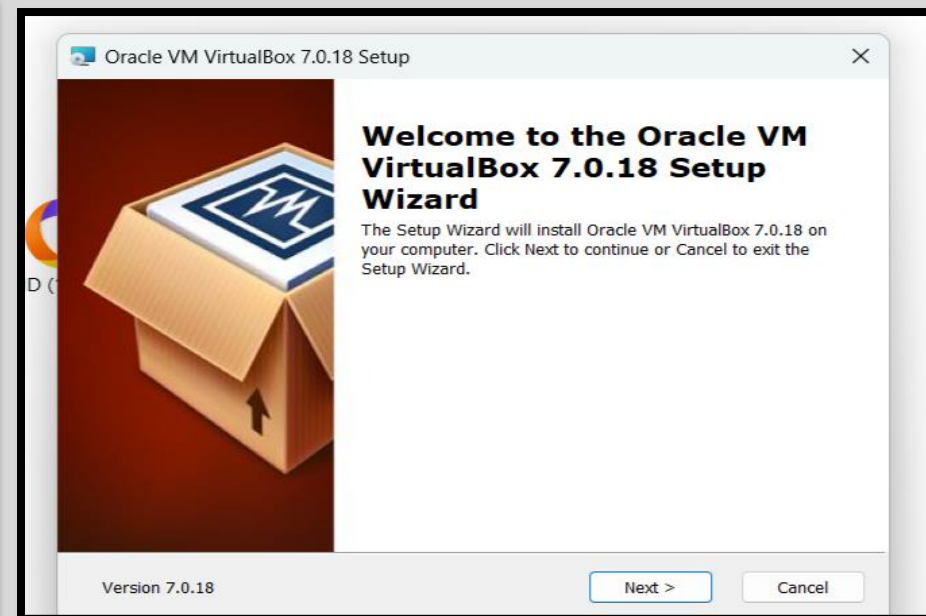 Oracle VM VirtualBox 7.0.18 Setup
Welcome to the Oracle VM
VirtualBox 7.0.18 Setup
Wizard
The Setup Wizard will install Oracle VM VirtualBox 7.0.18 on
your computer. Click Next to continue or Cancel to exit the
Setup Wizard.
D (
Version 7.0.18
Next >
Cancel